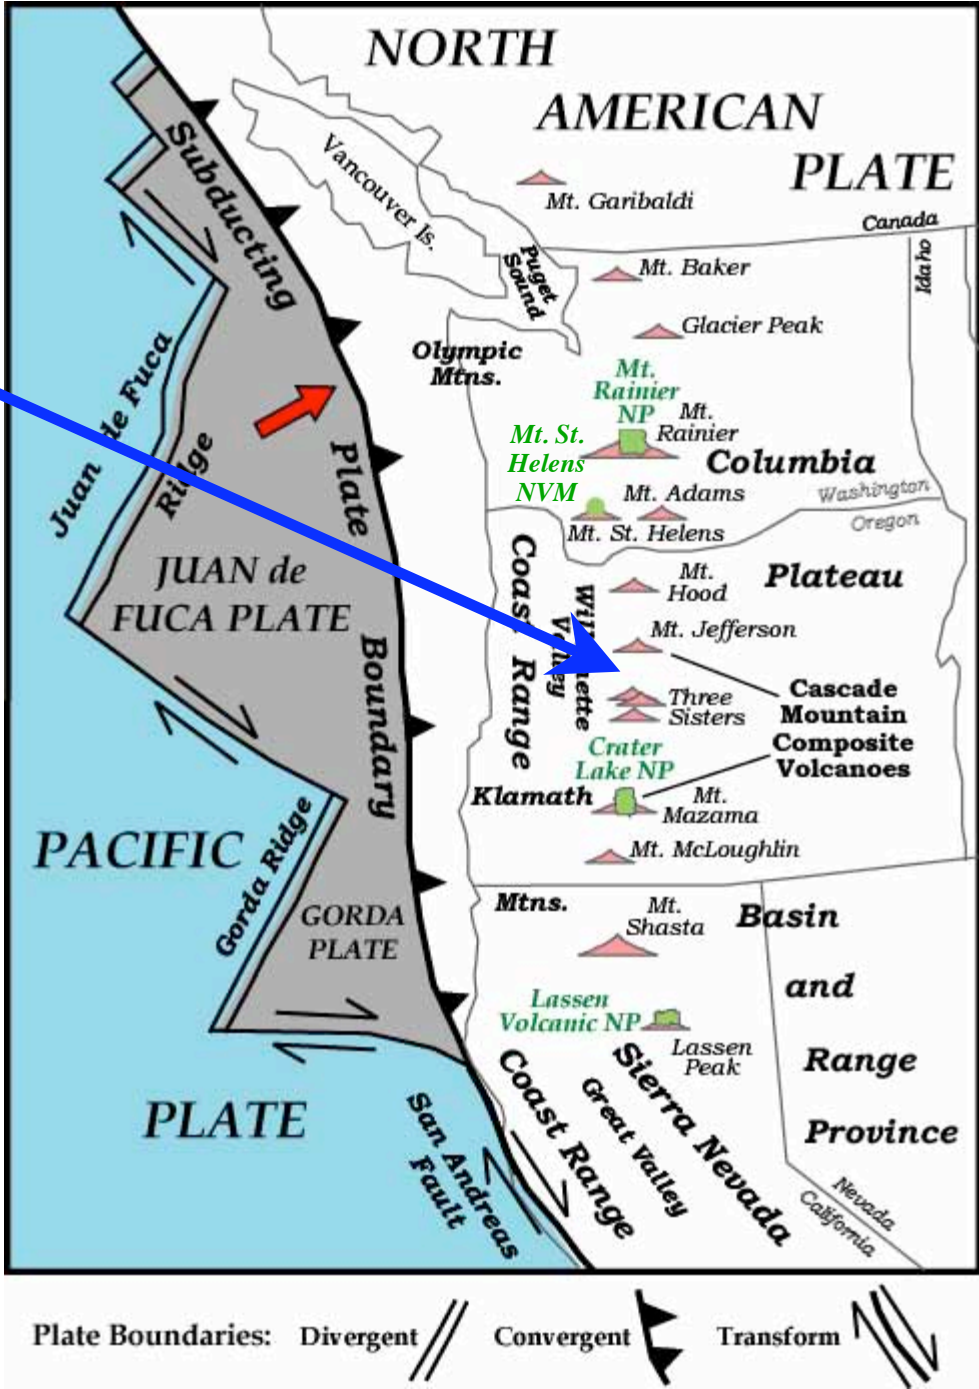 NORTH
AMERICAN
PLATE
Subducting
Plate
Boundary
Vancouver Is.
Mt. Garibaldi
Canada
Idaho
Puget
Sound
Mt. Baker
Glacier Peak
Olympic
Mtns.
Mt.
Rainier
NP
Mt.
Rainier
Mt. St.
Helens
NVM
Columbia
Mt. Adams
Washington
Oregon
Mt. St. Helens
Juan de Fuca
Ridge
JUAN de
FUCA PLATE
Coast Range
Valley
Mt.
Hood
Plateau
Mt. Jefferson
Three
Sisters
Cascade
Mountain
Composite
Volcanoes
Crater
Lake NP
Klamath
Mt.
Mazama
Mt. McLoughlin
PACIFIC
Gorda Ridge
GORDA
PLATE
Mtns.
Mt.
Shasta
Basin
and
Range
Province
Lassen
Volcanic NP
Lassen
Peak
PLATE
San Andreas
Fault
Coast Range
Great Valley
Sierra Nevada
Nevada
California
Plate Boundaries:
Divergent
Convergent
Transform